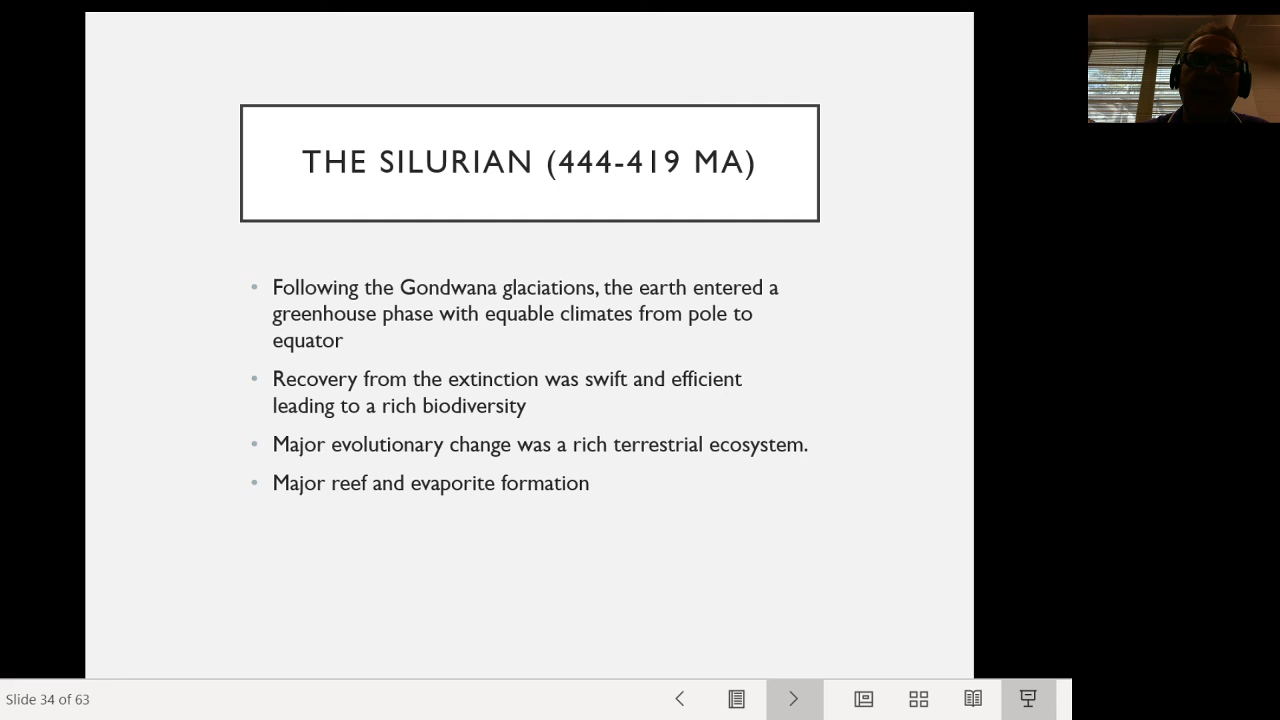 THE SILURIAN (444-419 MA)
• Following the Gondwana glaciations, the earth entered a
greenhouse phase with equable climates from pole to
equator
• Recovery from the extinction was swift and efficient
leading to a rich biodiversity
• Major evolutionary change was a rich terrestrial ecosystem.
• Major reef and evaporite formation
Slide 34 of 63